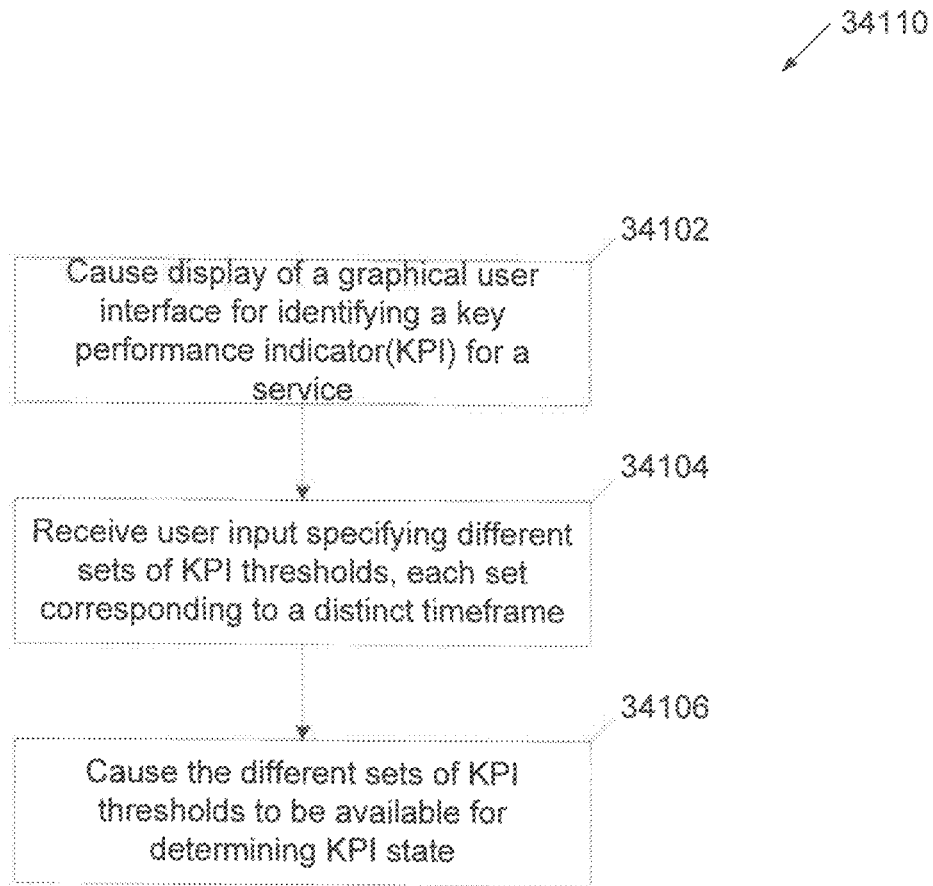 34110
34102
Cause display of a graphical user
interface for identifying a key
performance indicator(KPI) for a
service
34104
Receive user input specifying different
sets of KPI thresholds, each set
corresponding to a distinct timeframe
34106
Cause the different sets of KPI
thresholds to be available for
determining KPI state